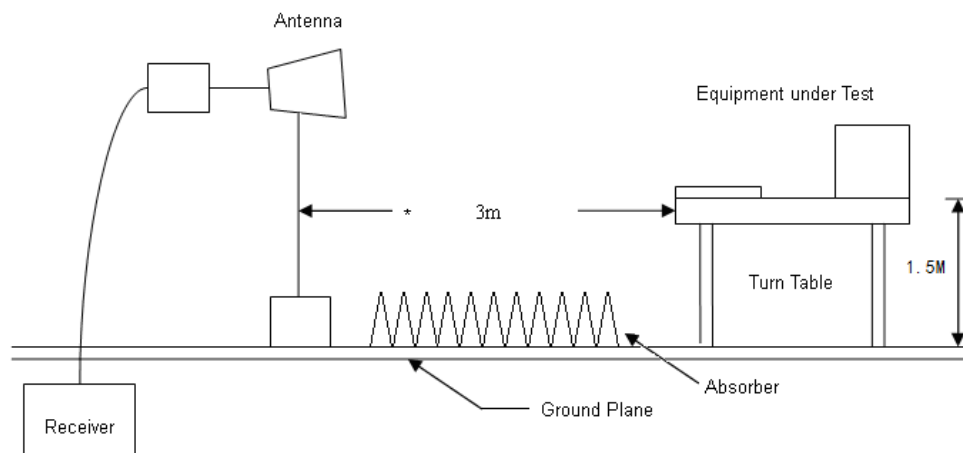 Antenna
Equipment under Test
* 3m
1.5M
Turn Table
Absorber
Ground Plane
Receiver